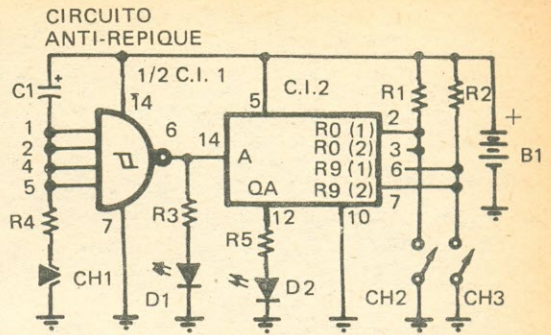 CIRCUITO
ANTI-REPIQUE
C1
+
1/2 C.I. 1
14
1
2
4
5
6
7
R4
CH1
R3
D1
C.I.2
5
14
A
QA
R0 (1)
R0 (2)
R9 (1)
R9 (2)
2
3
6
7
12
10
R5
D2
R1
R2
CH2
CH3
+
B1